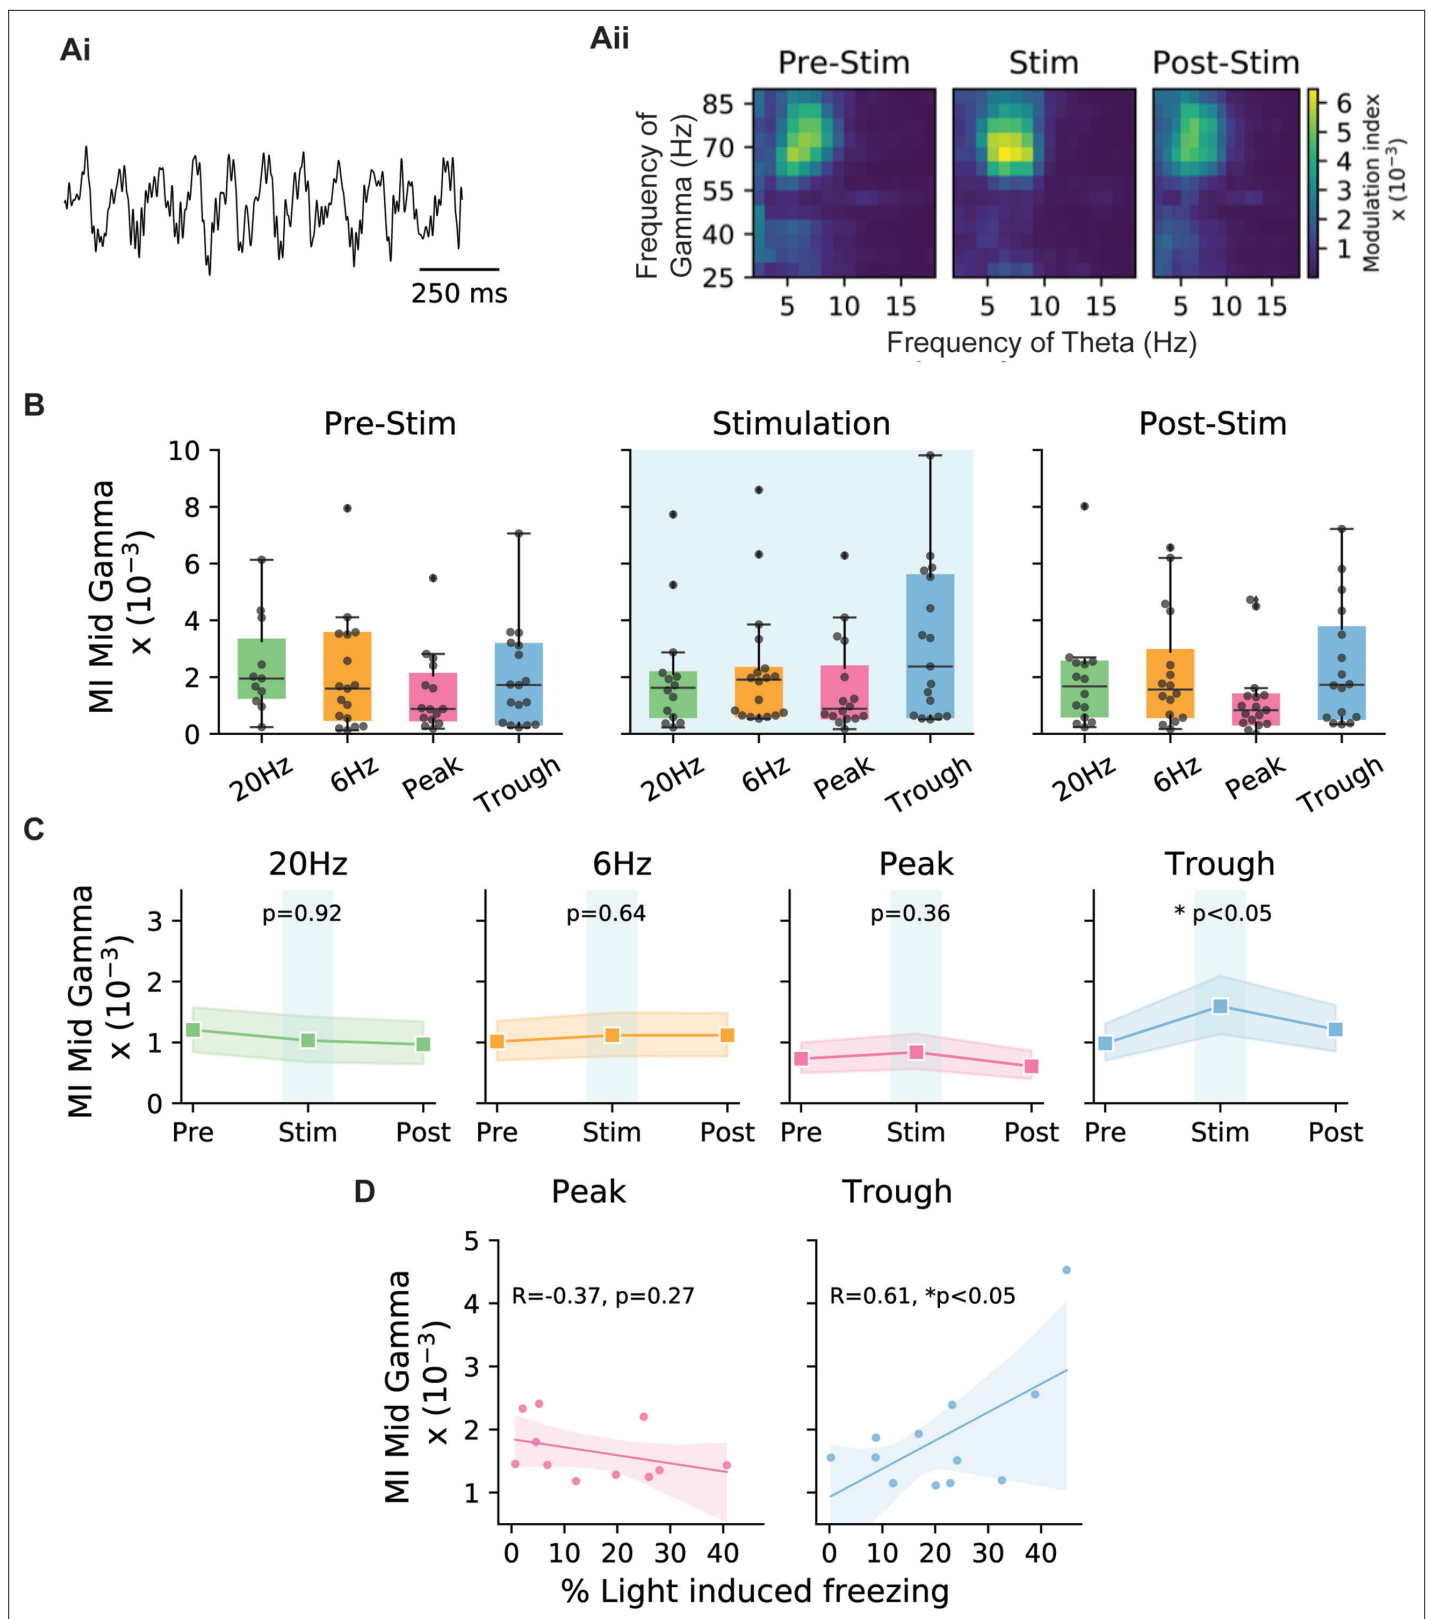 Ai
250 ms
Aii
Pre-Stim Stim Post-Stim
Frequency of
Gamma (Hz)
85
70
55
40
25
5 10 15 5 10 15 5 10 15
Frequency of Theta (Hz)
6
5
4
3
2
1
Modulation index
x (10⁻³)
B
Pre-Stim Stimulation Post-Stim
MI Mid Gamma
x (10⁻³)
10
8
6
4
2
0
20Hz 6Hz Peak Trough 20Hz 6Hz Peak Trough 20Hz 6Hz Peak Trough
C
20Hz 6Hz Peak Trough
p=0.92 p=0.64 p=0.36 * p<0.05
MI Mid Gamma
x (10⁻³)
3
2
1
0
Pre Stim Post Pre Stim Post Pre Stim Post Pre Stim Post
D
Peak Trough
MI Mid Gamma
x (10⁻³)
5
4
3
2
1
R=-0.37, p=0.27 R=0.61, *p<0.05
0 10 20 30 40 0 10 20 30 40
% Light induced freezing